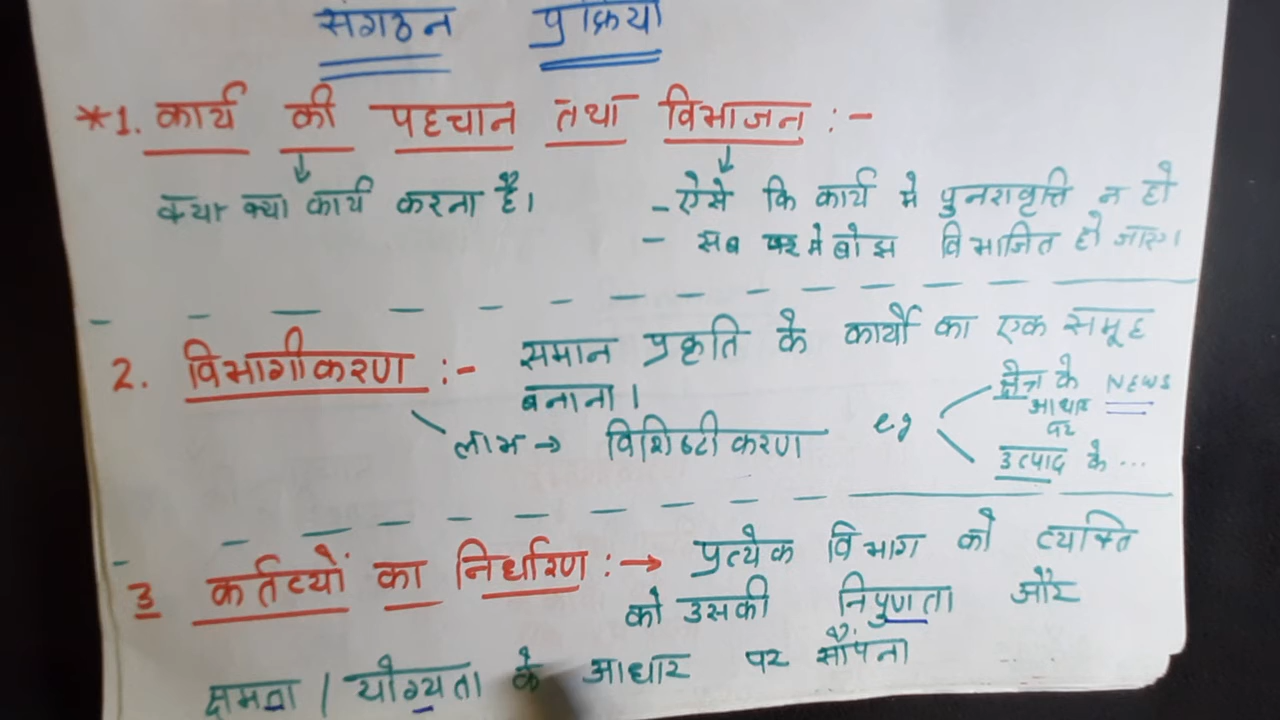 संगठन प्रक्रिया
*1. कार्य की पहचान तथा विभाजन :-
क्या क्या कार्य करना है।
- ऐसे कि कार्य मे पुनरावृत्ति न हो
- सब पर मे बोझ विभाजित हो जाए।
2. विभागीकरण :- समान प्रकृति के कार्यो का एक समूह
बनाना।
लाभ → विशिष्टीकरण
eg
क्षेत्र के NEWS
आधार
पर
उत्पाद के ...
3 कर्तव्यों का निर्धारण :→ प्रत्येक विभाग को व्यक्ति
को उसकी निपुणता और
क्षमता / योग्यता के आधार पर सौंपना